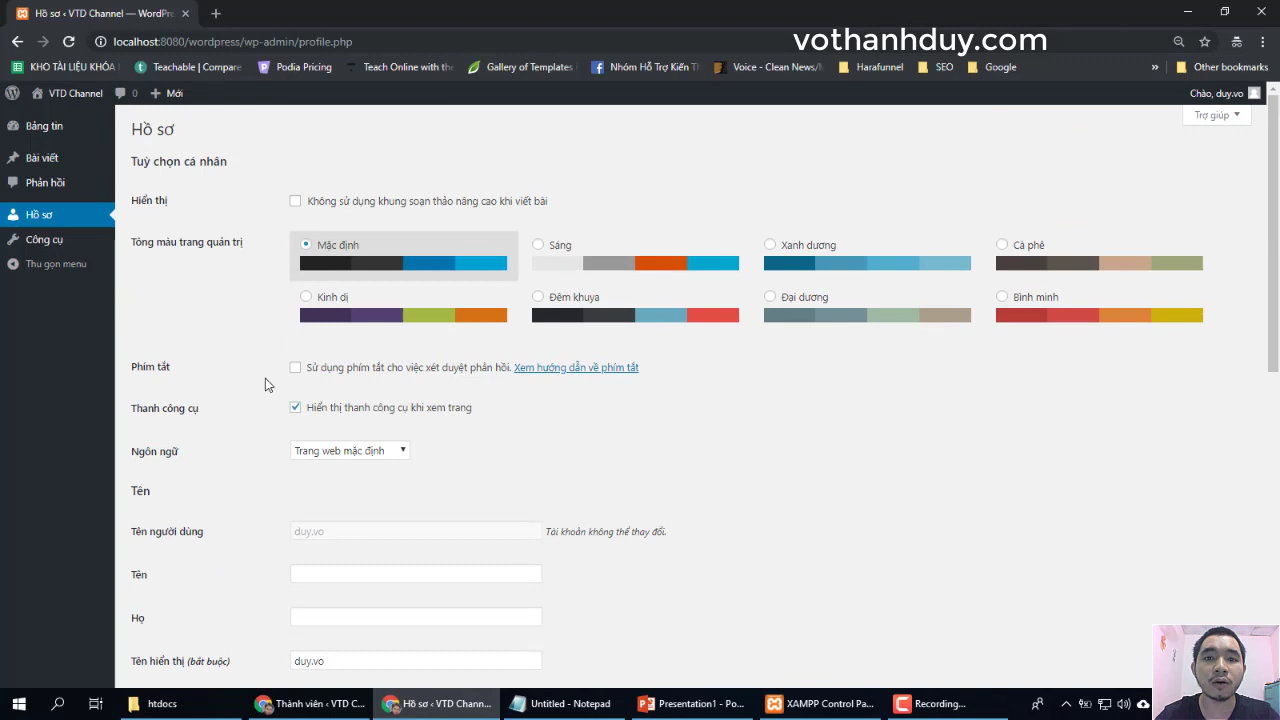 Hồ sơ ‹ VTD Channel — WordPre
localhost:8080/wordpress/wp-admin/profile.php
vothanhduy.com
KHO TÀI LIỆU KHÓA
Teachable | Compare
Podia Pricing
Teach Online with the
Gallery of Templates
Nhóm Hỗ Trợ Kiến T
Voice - Clean News/
Harafunnel
SEO
Google
»
Other bookmarks
VTD Channel
0
Mới
Chào, duy.vo
Bảng tin
Bài viết
Phản hồi
Hồ sơ
Công cụ
Thu gọn menu
Trợ giúp
Hồ sơ
Tuỳ chọn cá nhân
Hiển thị
Không sử dụng khung soạn thảo nâng cao khi viết bài
Tông màu trang quản trị
Mặc định
Sáng
Xanh dương
Cà phê
Kinh dị
Đêm khuya
Đại dương
Bình minh
Phím tắt
Sử dụng phím tắt cho việc xét duyệt phản hồi. Xem hướng dẫn về phím tắt
Thanh công cụ
Hiển thị thanh công cụ khi xem trang
Ngôn ngữ
Trang web mặc định
Tên
Tên người dùng
duy.vo
Tài khoản không thể thay đổi.
Tên
Họ
Tên hiển thị (bắt buộc)
duy.vo
htdocs
Thành viên ‹ VTD C...
Hồ sơ ‹ VTD Chann...
Untitled - Notepad
Presentation1 - Po...
XAMPP Control Pa...
Recording...